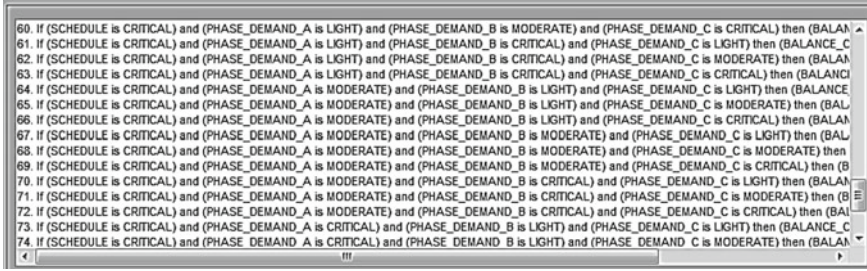 60. If (SCHEDULE is CRITICAL) and (PHASE_DEMAND_A is LIGHT) and (PHASE_DEMAND_B is MODERATE) and (PHASE_DEMAND_C is CRITICAL) then (BALAN
61. If (SCHEDULE is CRITICAL) and (PHASE_DEMAND_A is LIGHT) and (PHASE_DEMAND_B is CRITICAL) and (PHASE_DEMAND_C is LIGHT) then (BALANCE_C
62. If (SCHEDULE is CRITICAL) and (PHASE_DEMAND_A is LIGHT) and (PHASE_DEMAND_B is CRITICAL) and (PHASE_DEMAND_C is MODERATE) then (BALAN
63. If (SCHEDULE is CRITICAL) and (PHASE_DEMAND_A is LIGHT) and (PHASE_DEMAND_B is CRITICAL) and (PHASE_DEMAND_C is CRITICAL) then (BALANCI
64. If (SCHEDULE is CRITICAL) and (PHASE_DEMAND_A is MODERATE) and (PHASE_DEMAND_B is LIGHT) and (PHASE_DEMAND_C is LIGHT) then (BALANCE_
65. If (SCHEDULE is CRITICAL) and (PHASE_DEMAND_A is MODERATE) and (PHASE_DEMAND_B is LIGHT) and (PHASE_DEMAND_C is MODERATE) then (BAL
66. If (SCHEDULE is CRITICAL) and (PHASE_DEMAND_A is MODERATE) and (PHASE_DEMAND_B is LIGHT) and (PHASE_DEMAND_C is CRITICAL) then (BALAN
67. If (SCHEDULE is CRITICAL) and (PHASE_DEMAND_A is MODERATE) and (PHASE_DEMAND_B is MODERATE) and (PHASE_DEMAND_C is LIGHT) then (BAL
68. If (SCHEDULE is CRITICAL) and (PHASE_DEMAND_A is MODERATE) and (PHASE_DEMAND_B is MODERATE) and (PHASE_DEMAND_C is MODERATE) then
69. If (SCHEDULE is CRITICAL) and (PHASE_DEMAND_A is MODERATE) and (PHASE_DEMAND_B is MODERATE) and (PHASE_DEMAND_C is CRITICAL) then (B
70. If (SCHEDULE is CRITICAL) and (PHASE_DEMAND_A is MODERATE) and (PHASE_DEMAND_B is CRITICAL) and (PHASE_DEMAND_C is LIGHT) then (BALAN
71. If (SCHEDULE is CRITICAL) and (PHASE_DEMAND_A is MODERATE) and (PHASE_DEMAND_B is CRITICAL) and (PHASE_DEMAND_C is MODERATE) then (B
72. If (SCHEDULE is CRITICAL) and (PHASE_DEMAND_A is MODERATE) and (PHASE_DEMAND_B is CRITICAL) and (PHASE_DEMAND_C is CRITICAL) then (BAL
73. If (SCHEDULE is CRITICAL) and (PHASE_DEMAND_A is CRITICAL) and (PHASE_DEMAND_B is LIGHT) and (PHASE_DEMAND_C is LIGHT) then (BALANCE_C
74. If (SCHEDULE is CRITICAL) and (PHASE_DEMAND_A is CRITICAL) and (PHASE_DEMAND_B is LIGHT) and (PHASE_DEMAND_C is MODERATE) then (BALAN